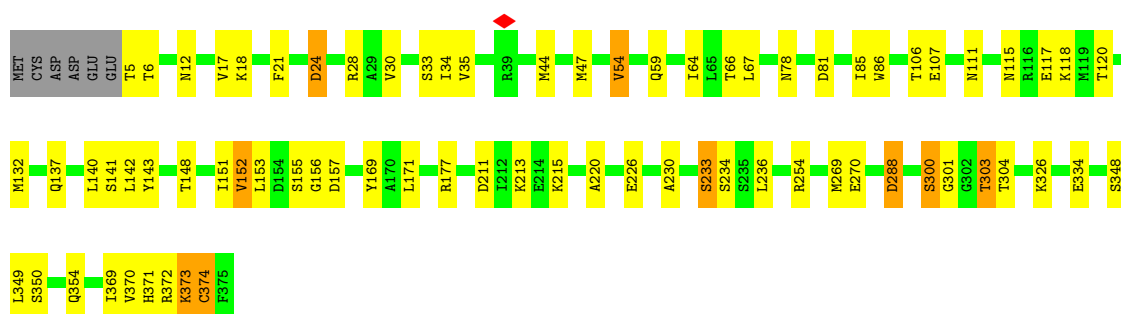 MET CYS ASP ASP GLU GLU T5 T6 N12 V17 K18 F21 D24 R28 A29 V30 S33 I34 V35 R39 M44 M47 V54 Q59 I64 L65 T66 L67 N78 D81 I85 W86 T106 E107 N111 N115 R116 E117 K118 M119 T120
M132 Q137 L140 S141 L142 Y143 T148 I151 V152 L153 D154 S155 G156 D157 Y169 A170 L171 R177 D211 I212 K213 E214 K215 A220 E226 A230 S233 S234 S235 L236 R254 M269 E270 D288 S300 G301 G302 T303 T304 K326 E334 S348
L349 S350 Q354 I369 V370 H371 R372 K373 C374 F375